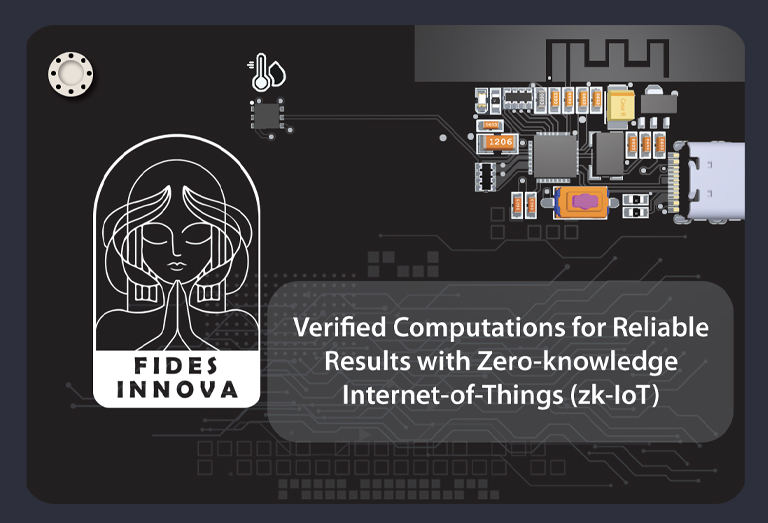 1206
FIDES
INNOVA
Verified Computations for Reliable
Results with Zero-knowledge
Internet-of-Things (zk-IoT)